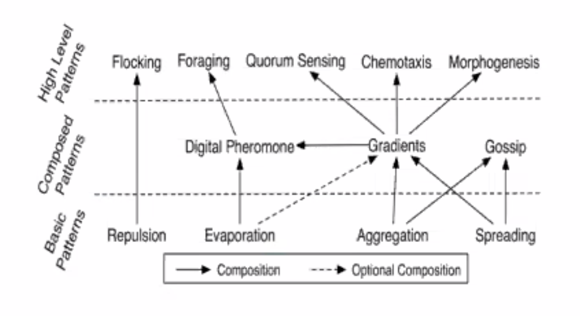 High Level
Patterns
Flocking Foraging Quorum Sensing Chemotaxis Morphogenesis
Composed
Patterns
Digital Pheromone Gradients Gossip
Basic
Patterns
Repulsion Evaporation Aggregation Spreading
Composition Optional Composition